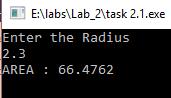 E:\labs\Lab_2\task 2.1.exe
Enter the Radius
2.3
AREA : 66.4762